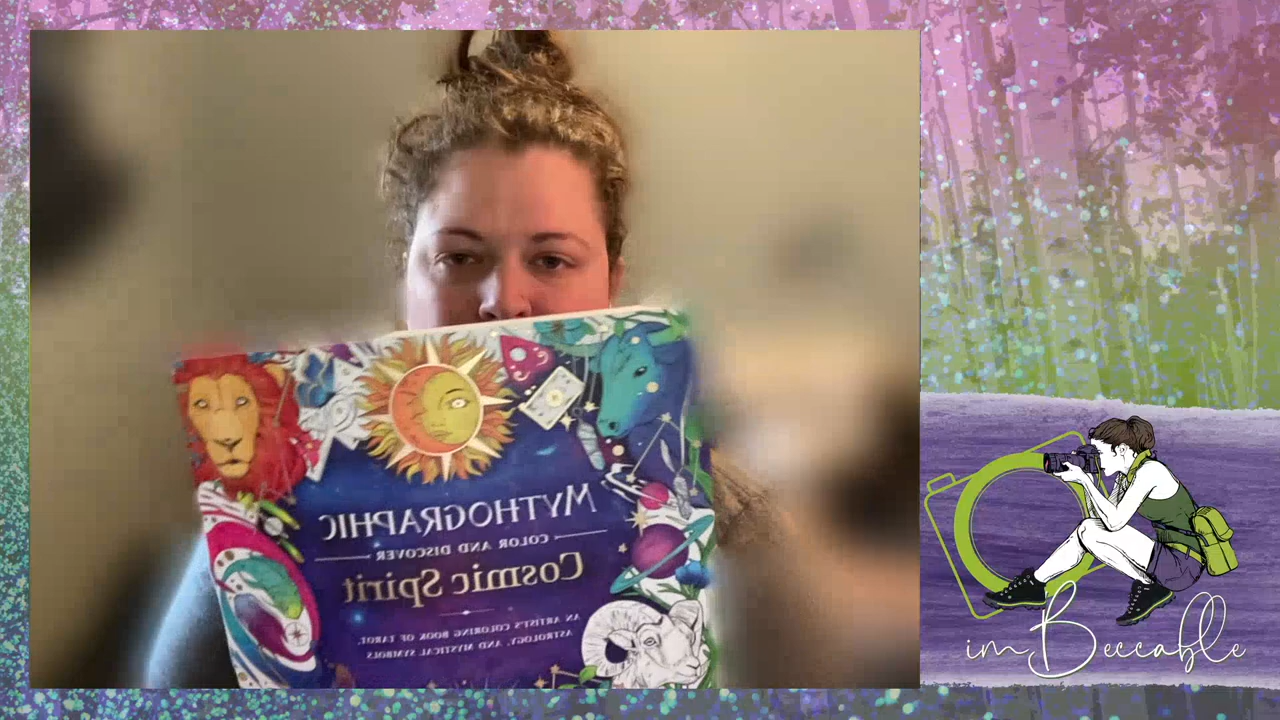 MYTHOGRAPHIC
COLOR AND DISCOVER
Cosmic Spirit
AN ARTIST'S COLORING BOOK OF TAROT,
ASTROLOGY, AND MYSTICAL SYMBOLS
imBeccable